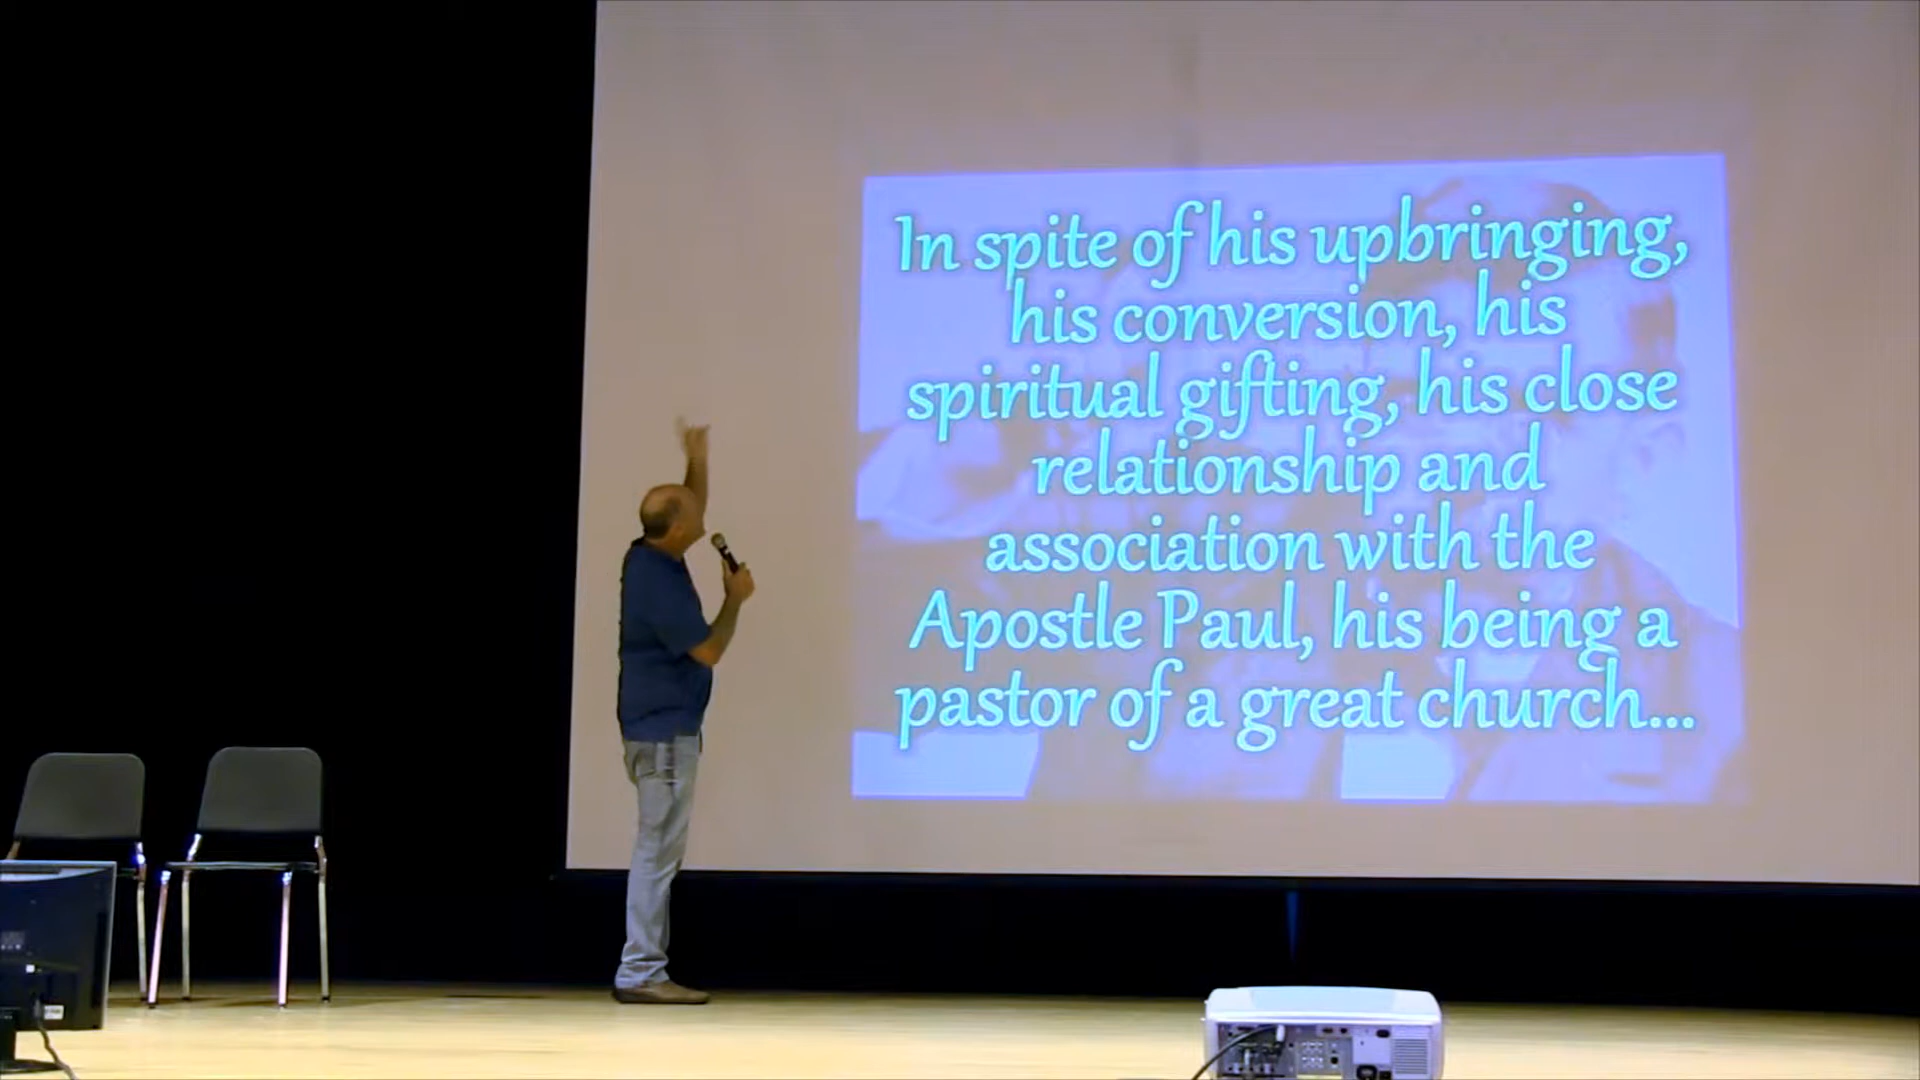 In spite of his upbringing,
his conversion, his
spiritual gifting, his close
relationship and
association with the
Apostle Paul, his being a
pastor of a great church...